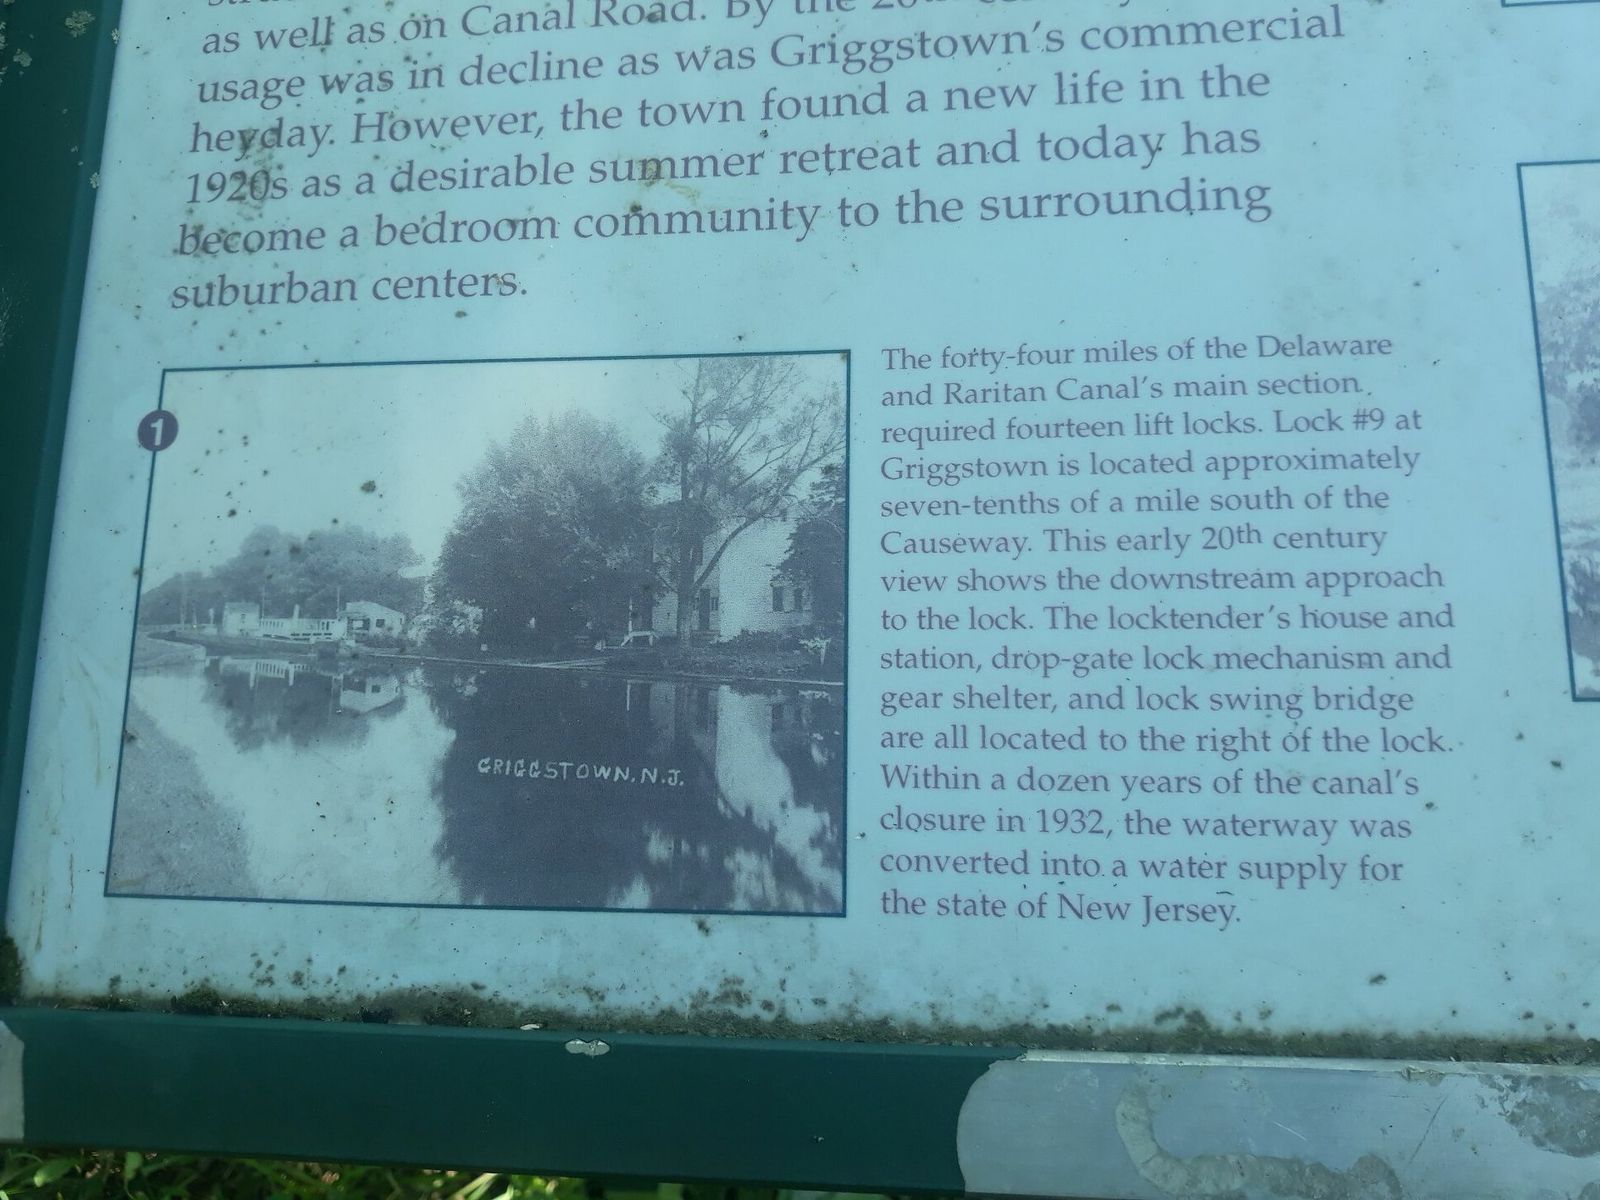 as well as on Canal Road. By the
usage was in decline as was Griggstown's commercial
heyday. However, the town found a new life in the
1920s as a desirable summer retreat and today has
become a bedroom community to the surrounding
suburban centers.
1
GRIGGSTOWN. N.J.
The forty-four miles of the Delaware
and Raritan Canal's main section
required fourteen lift locks. Lock #9 at
Griggstown is located approximately
seven-tenths of a mile south of the
Causeway. This early 20th century
view shows the downstream approach
to the lock. The locktender's house and
station, drop-gate lock mechanism and
gear shelter, and lock swing bridge
are all located to the right of the lock.
Within a dozen years of the canal's
closure in 1932, the waterway was
converted into a water supply for
the state of New Jersey.